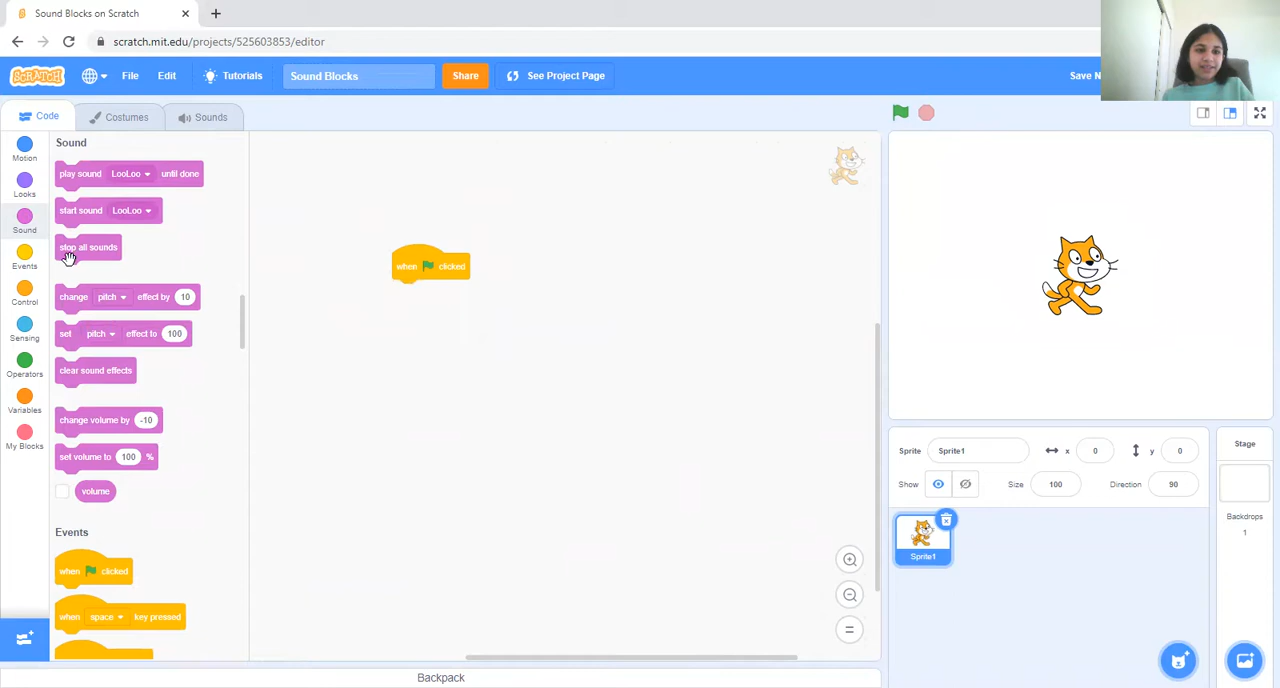 Sound Blocks on Scratch
scratch.mit.edu/projects/525603853/editor
SCRATCH
File
Edit
Tutorials
Sound Blocks
Share
See Project Page
Save N
Code
Costumes
Sounds
Motion
Looks
Sound
Events
Control
Sensing
Operators
Variables
My Blocks
Sound
play sound LooLoo until done
start sound LooLoo
stop all sounds
change pitch effect by 10
set pitch effect to 100
clear sound effects
change volume by -10
set volume to 100 %
volume
Events
when clicked
when space key pressed
when clicked
Backpack
Sprite Sprite1 x 0 y 0
Show Size 100 Direction 90
Sprite1
Stage
Backdrops
1